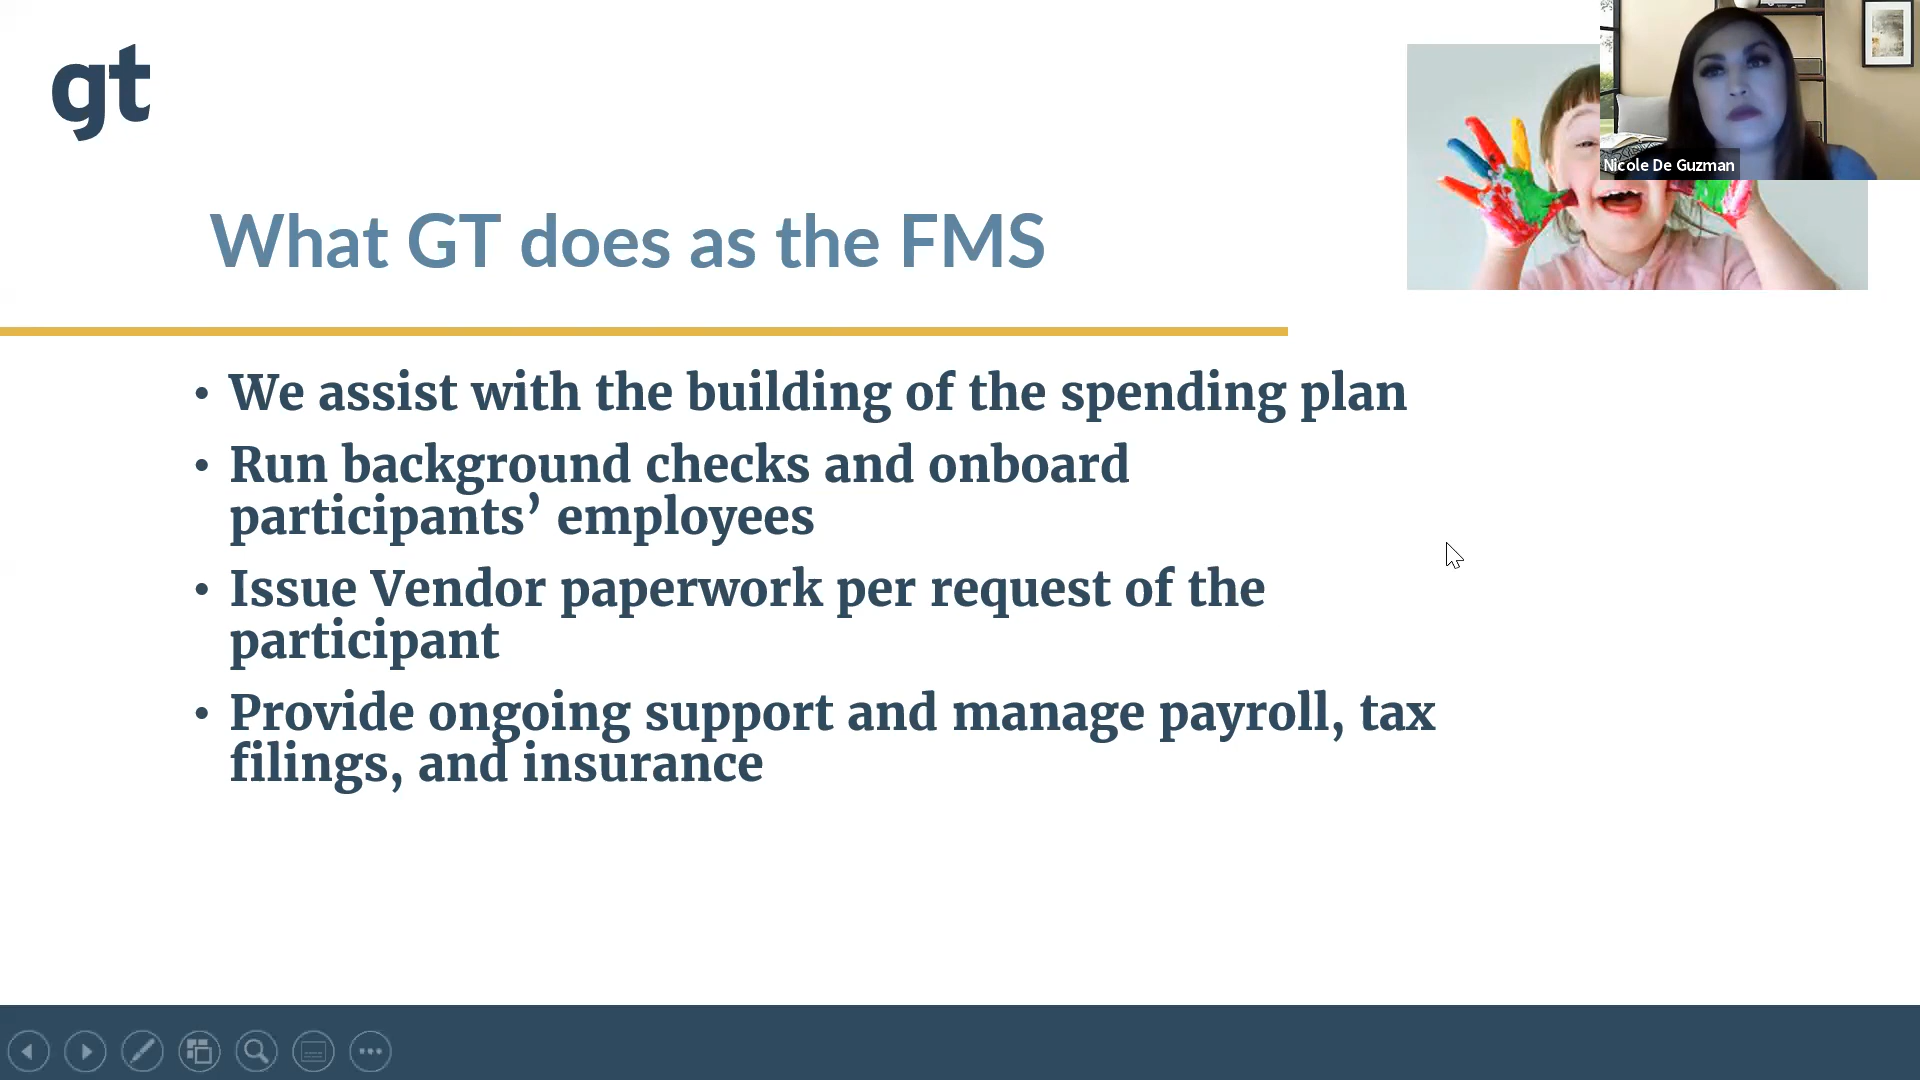 gt
Nicole De Guzman
What GT does as the FMS
• We assist with the building of the spending plan
• Run background checks and onboard
participants’ employees
• Issue Vendor paperwork per request of the
participant
• Provide ongoing support and manage payroll, tax
filings, and insurance